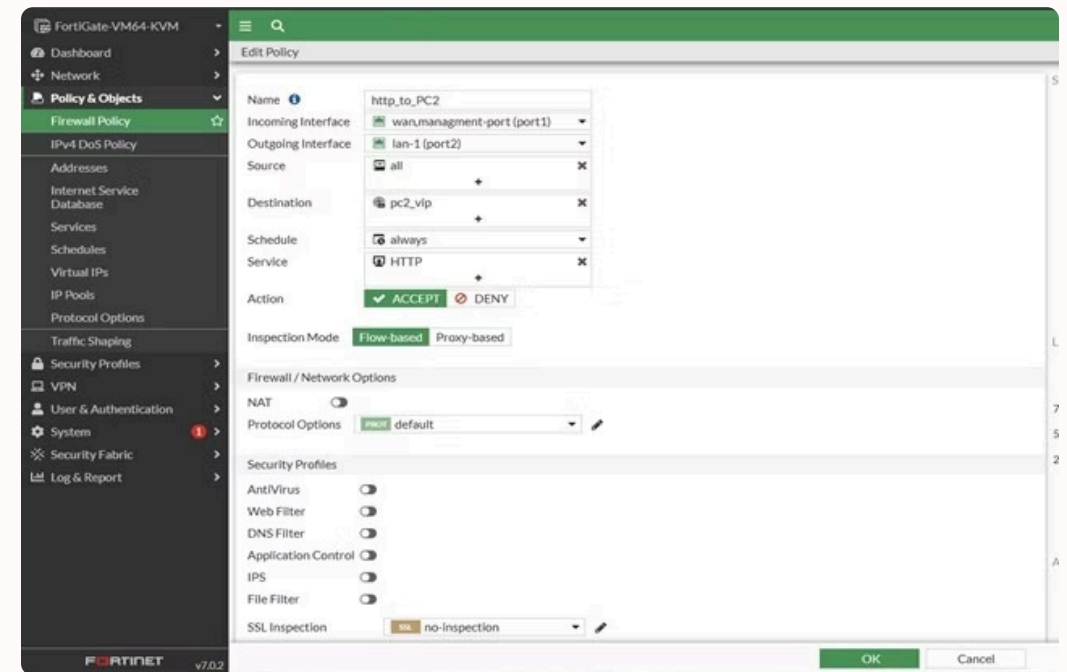 FortiGate-VM64-KVM
Dashboard
Network
Policy & Objects
Firewall Policy
IPv4 DoS Policy
Addresses
Internet Service
Database
Services
Schedules
Virtual IPs
IP Pools
Protocol Options
Traffic Shaping
Security Profiles
VPN
User & Authentication
System 1
Security Fabric
Log & Report
FORTINET v7.0.2
Edit Policy
Name http_to_PC2
Incoming Interface wan,managment-port (port1)
Outgoing Interface lan-1 (port2)
Source all
+
Destination pc2_vip
+
Schedule always
Service HTTP
+
Action ACCEPT DENY
Inspection Mode Flow-based Proxy-based
Firewall / Network Options
NAT
Protocol Options PROT default
Security Profiles
AntiVirus
Web Filter
DNS Filter
Application Control
IPS
File Filter
SSL Inspection SSL no-inspection
OK Cancel
S
L
7
5
2
A